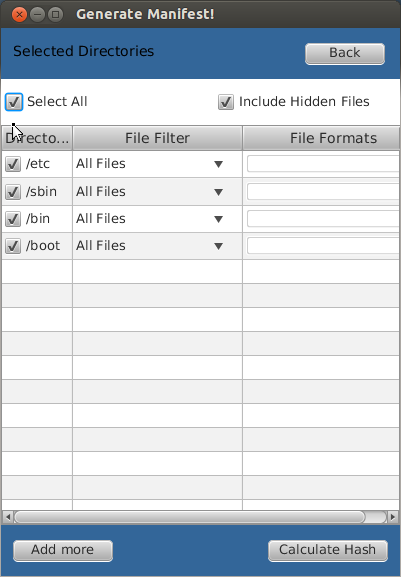 Generate Manifest!
Selected Directories
Back
Select All
Include Hidden Files
Directo... File Filter File Formats
/etc All Files
/sbin All Files
/bin All Files
/boot All Files
Add more
Calculate Hash